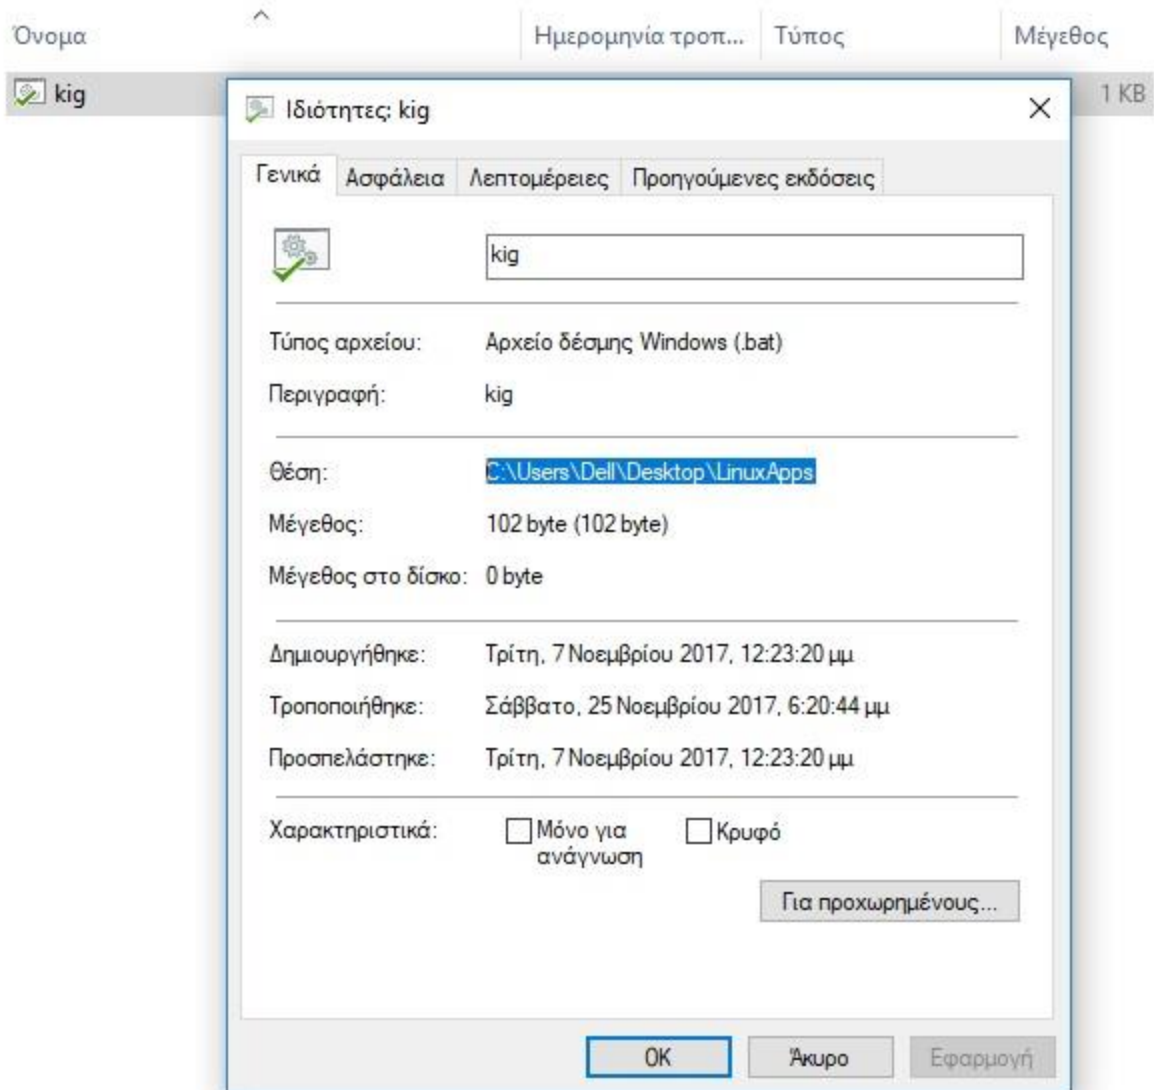 Όνομα Ημερομηνία τροπ... Τύπος Μέγεθος
kig 1 KB
Ιδιότητες: kig
Γενικά Ασφάλεια Λεπτομέρειες Προηγούμενες εκδόσεις
kig
Τύπος αρχείου: Αρχείο δέσμης Windows (.bat)
Περιγραφή: kig
Θέση: C:\Users\Dell\Desktop\LinuxApps
Μέγεθος: 102 byte (102 byte)
Μέγεθος στο δίσκο: 0 byte
Δημιουργήθηκε: Τρίτη, 7 Νοεμβρίου 2017, 12:23:20 μμ
Τροποποιήθηκε: Σάββατο, 25 Νοεμβρίου 2017, 6:20:44 μμ
Προσπελάστηκε: Τρίτη, 7 Νοεμβρίου 2017, 12:23:20 μμ
Χαρακτηριστικά: Μόνο για Κρυφό
ανάγνωση
Για προχωρημένους...
OK Άκυρο Εφαρμογή